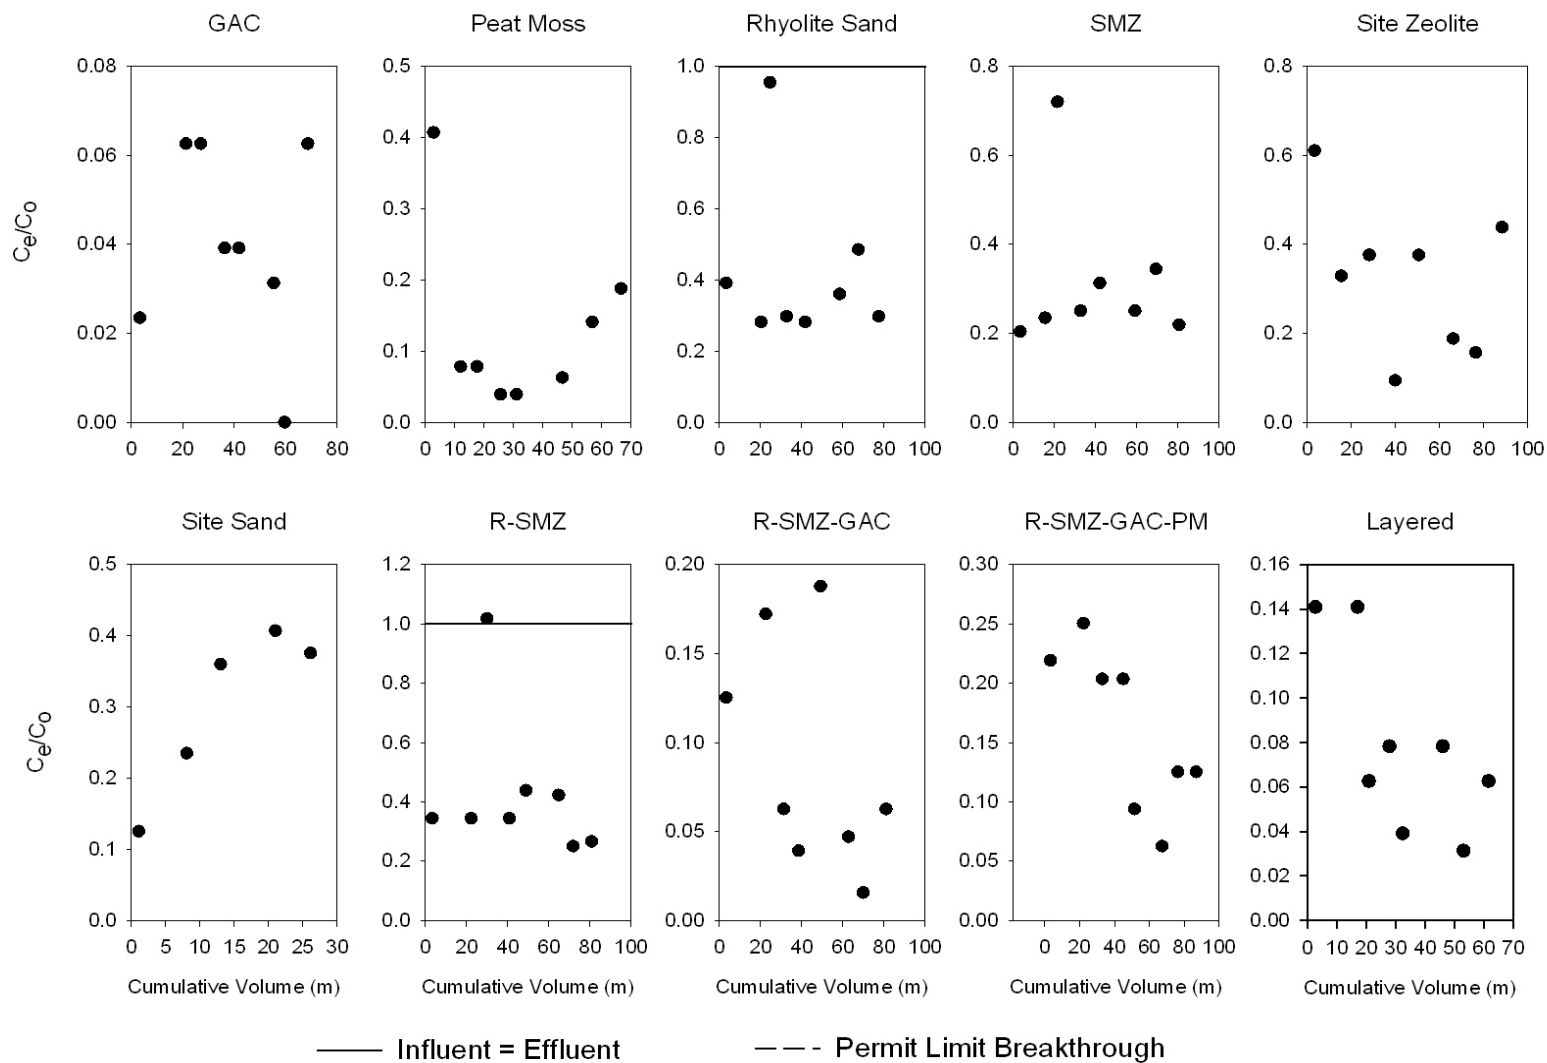 GAC Peat Moss Rhyolite Sand SMZ Site Zeolite
0.08 0.5 1.0 0.8 0.8
0.4 0.8
0.06 0.6 0.6
0.3 0.6
Ce/Co 0.04 0.4 0.4
0.2 0.4
0.02 0.2 0.2
0.1 0.2
0.00 0.0 0.0 0.0 0.0
0 20 40 60 80 0 10 20 30 40 50 60 70 0 20 40 60 80 100 0 20 40 60 80 100 0 20 40 60 80 100
Site Sand R-SMZ R-SMZ-GAC R-SMZ-GAC-PM Layered
0.5 1.2 0.20 0.30 0.16
0.14
1.0 0.25
0.4 0.12
0.15
0.8 0.20
0.3 0.10
Ce/Co 0.6 0.10 0.15 0.08
0.2 0.06
0.4 0.10
0.05
0.1 0.04
0.2 0.05
0.02
0.0 0.0 0.00 0.00 0.00
0 5 10 15 20 25 30 0 20 40 60 80 100 0 20 40 60 80 100 0 20 40 60 80 100 0 10 20 30 40 50 60 70
Cumulative Volume (m) Cumulative Volume (m) Cumulative Volume (m) Cumulative Volume (m) Cumulative Volume (m)
Influent = Effluent Permit Limit Breakthrough